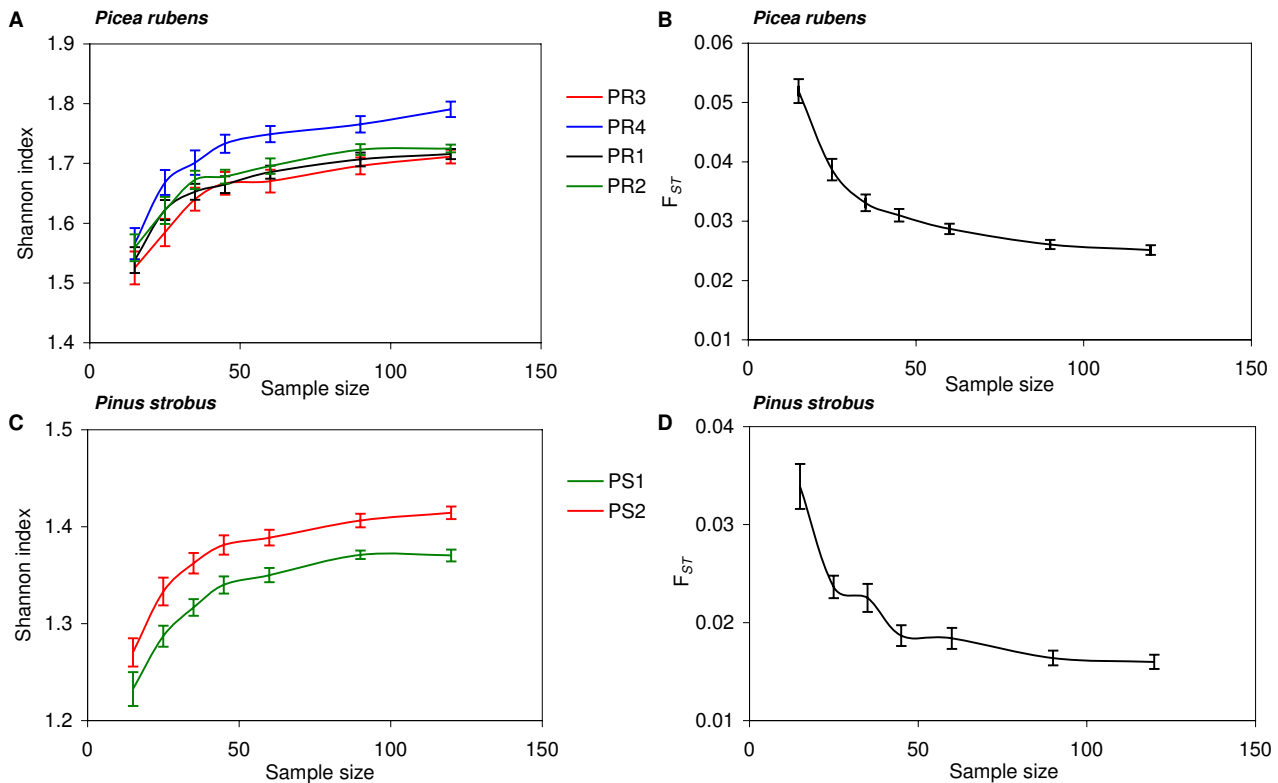 A
Picea rubens
1.9
1.8
1.7
1.6
1.5
1.4
Shannon index
0 50 100 150
Sample size
PR3
PR4
PR1
PR2
B
Picea rubens
0.06
0.05
0.04
0.03
0.02
0.01
FST
0 50 100 150
Sample size
C
Pinus strobus
1.5
1.4
1.3
1.2
Shannon index
0 50 100 150
Sample size
PS1
PS2
D
Pinus strobus
0.04
0.03
0.02
0.01
FST
0 50 100 150
Sample size